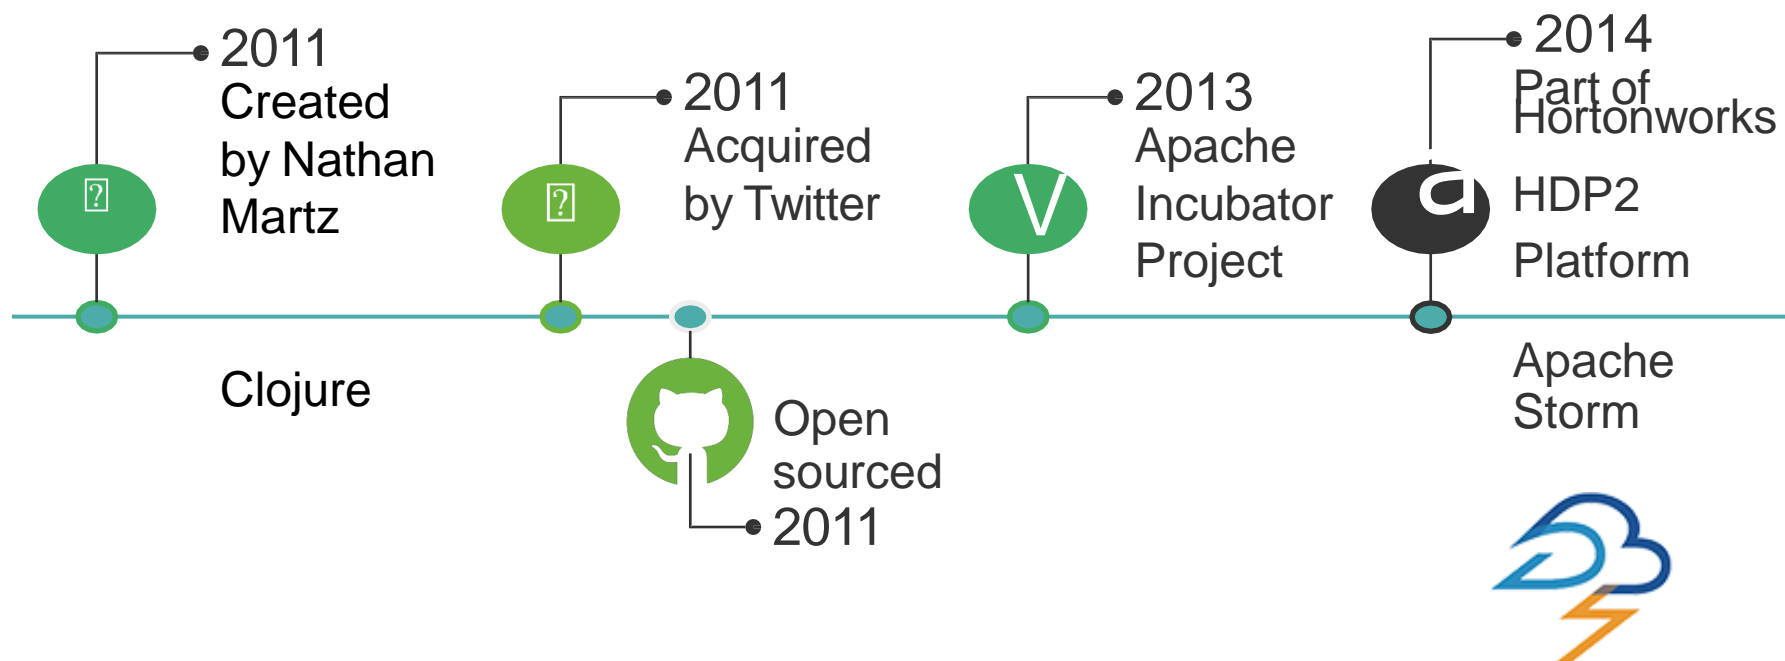 2011
Created
by Nathan
Martz
Clojure
2011
Acquired
by Twitter
Open
sourced
2011
2013
Apache
Incubator
Project
V
2014
Part of
Hortonworks
HDP2
Platform
a
Apache
Storm